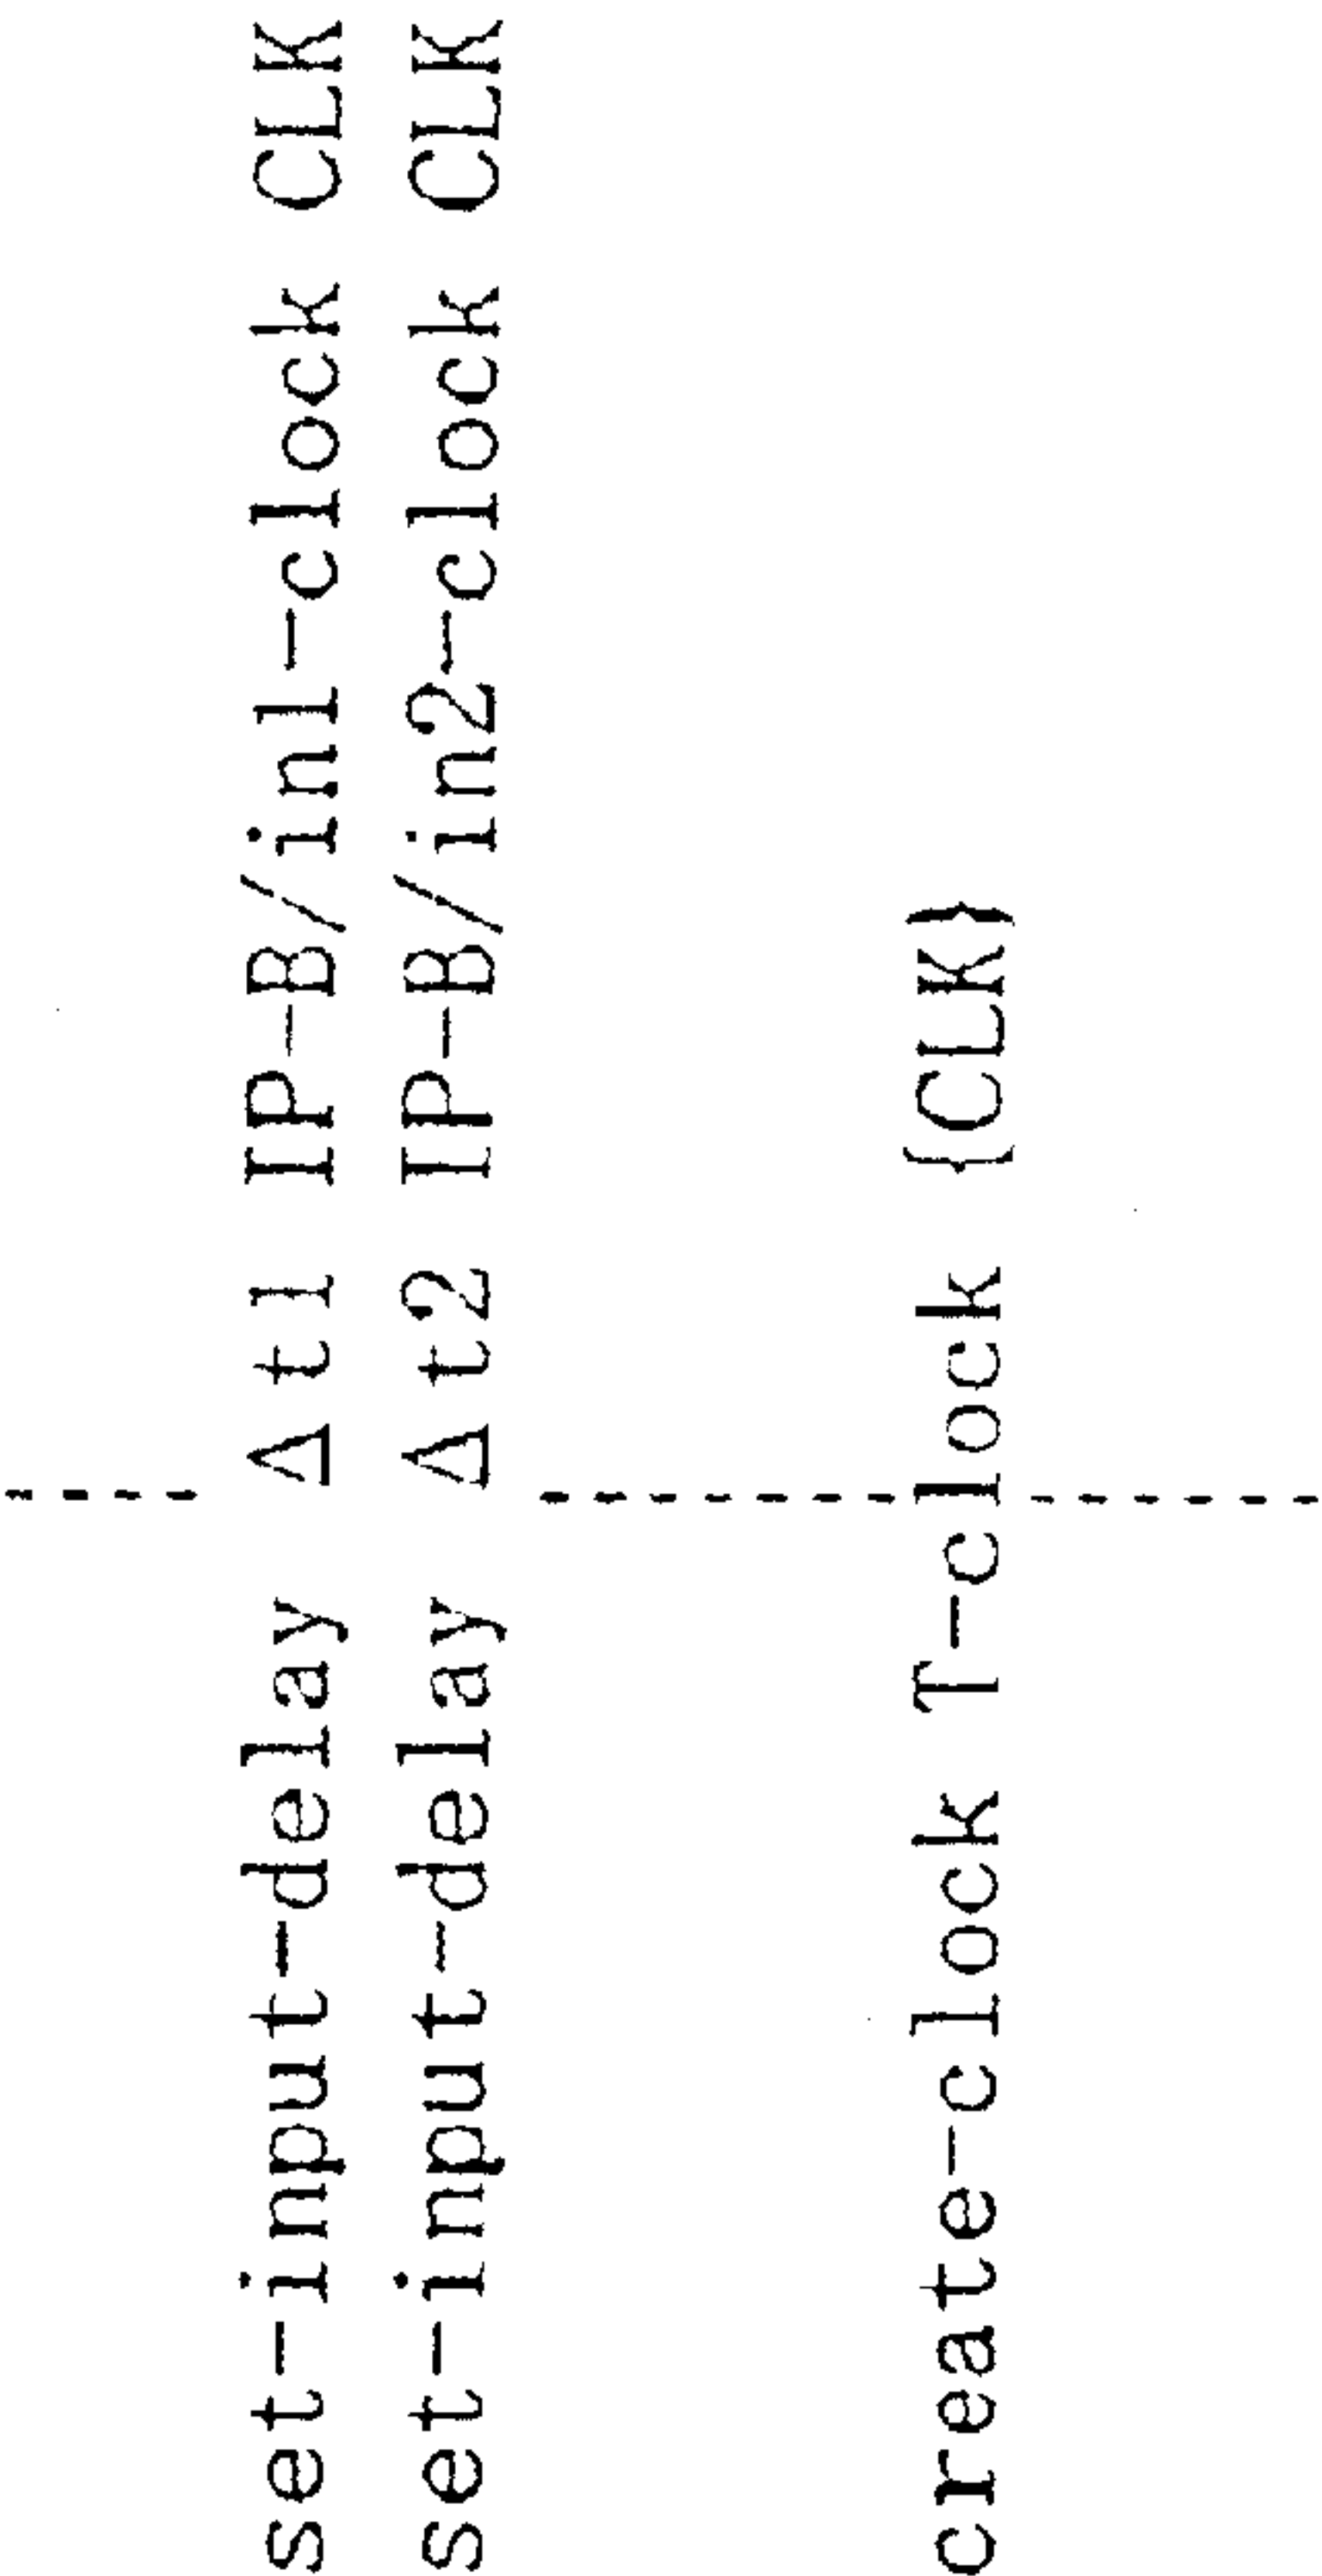 set-input-delay Δt1 IP-B/in1-clock CLK
set-input-delay Δt2 IP-B/in2-clock CLK
create-clock T-clock {CLK}